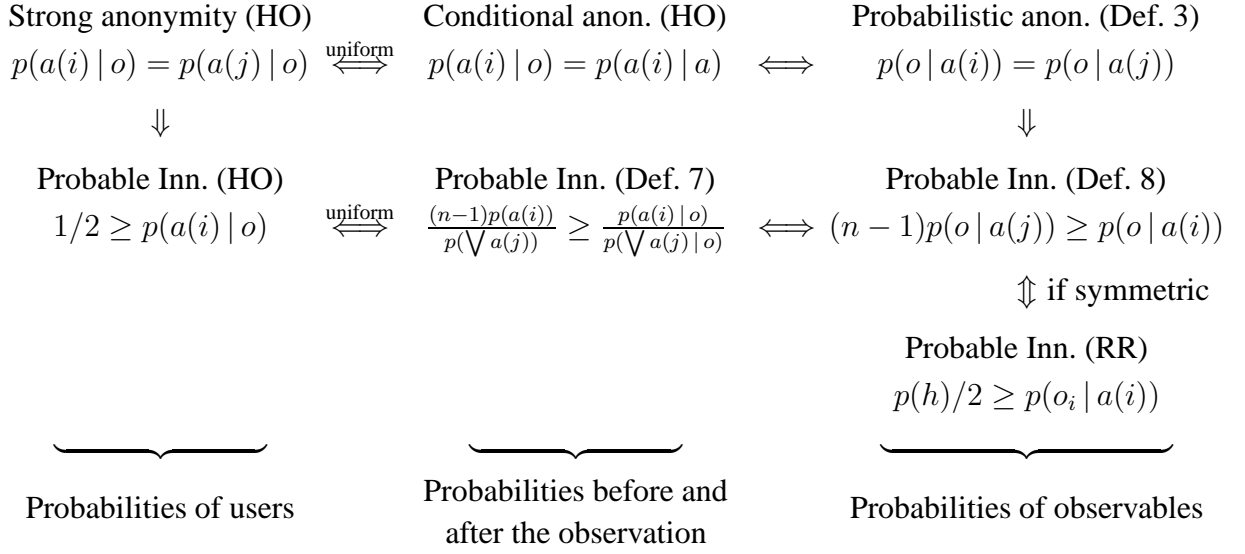 Strong anonymity (HO) Conditional anon. (HO) Probabilistic anon. (Def. 3)
p(a(i) | o) = p(a(j) | o) uniform ⟺ p(a(i) | o) = p(a(i) | a) ⟺ p(o | a(i)) = p(o | a(j))
⇓ ⇓
Probable Inn. (HO) Probable Inn. (Def. 7) Probable Inn. (Def. 8)
1/2 ≥ p(a(i) | o) uniform ⟺ (n−1)p(a(i)) / p(⋁ a(j)) ≥ p(a(i) | o) / p(⋁ a(j) | o) ⟺ (n − 1)p(o | a(j)) ≥ p(o | a(i))
⇕ if symmetric
Probable Inn. (RR)
p(h)/2 ≥ p(o_i | a(i))
Probabilities of users Probabilities before and Probabilities of observables
after the observation